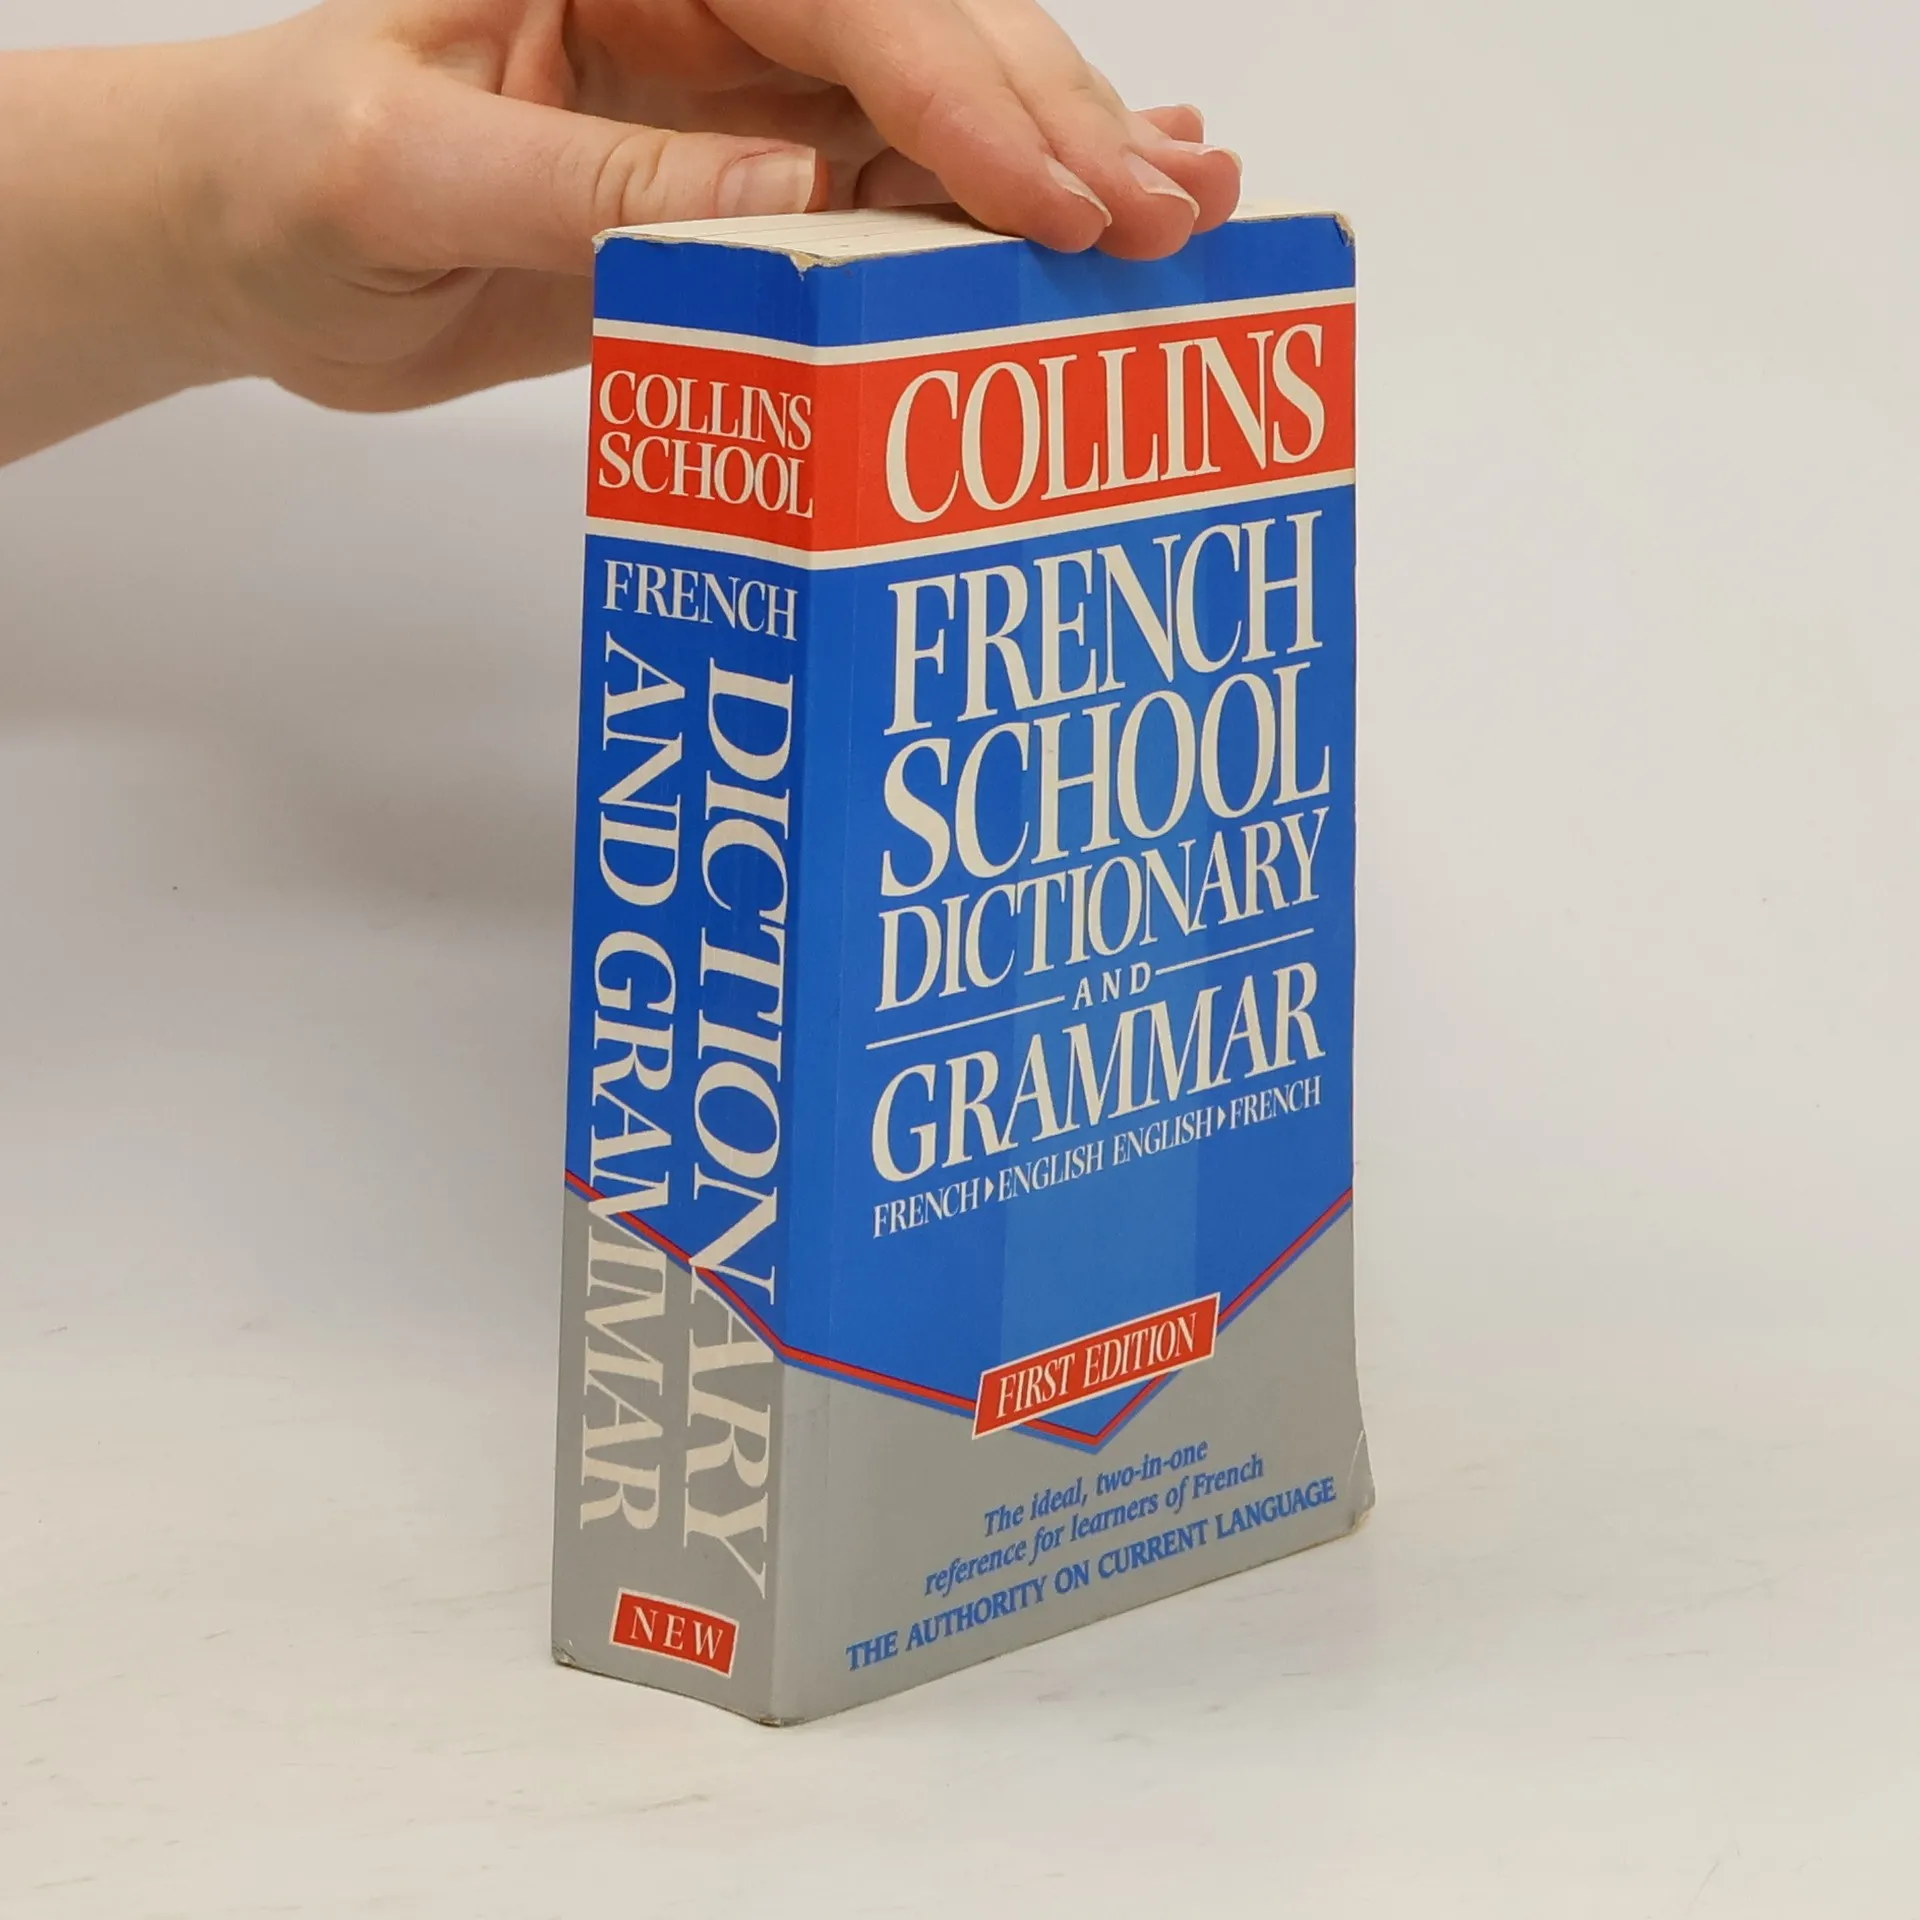 COLLINS
SCHOOL
FRENCH
DICTIONARY
AND GRAMMAR
NEW
COLLINS
FRENCH
SCHOOL
DICTIONARY
AND
GRAMMAR
FRENCH▸ENGLISH ENGLISH▸FRENCH
FIRST EDITION
The ideal, two-in-one
reference for learners of French
THE AUTHORITY ON CURRENT LANGUAGE